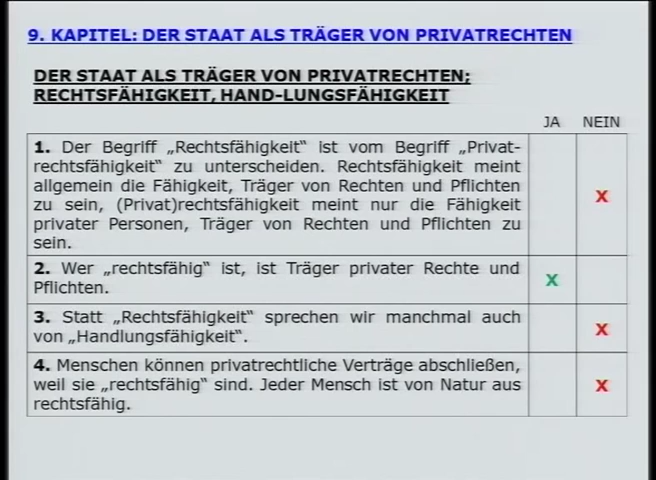 9. KAPITEL: DER STAAT ALS TRÄGER VON PRIVATRECHTEN
DER STAAT ALS TRÄGER VON PRIVATRECHTEN;
RECHTSFÄHIGKEIT, HAND-LUNGSFÄHIGKEIT
JA NEIN
1. Der Begriff „Rechtsfähigkeit“ ist vom Begriff „Privat-
rechtsfähigkeit“ zu unterscheiden. Rechtsfähigkeit meint
allgemein die Fähigkeit, Träger von Rechten und Pflichten
zu sein, (Privat)rechtsfähigkeit meint nur die Fähigkeit
privater Personen, Träger von Rechten und Pflichten zu
sein.
X
2. Wer „rechtsfähig“ ist, ist Träger privater Rechte und
Pflichten.
X
3. Statt „Rechtsfähigkeit“ sprechen wir manchmal auch
von „Handlungsfähigkeit“.
X
4. Menschen können privatrechtliche Verträge abschließen,
weil sie „rechtsfähig“ sind. Jeder Mensch ist von Natur aus
rechtsfähig.
X